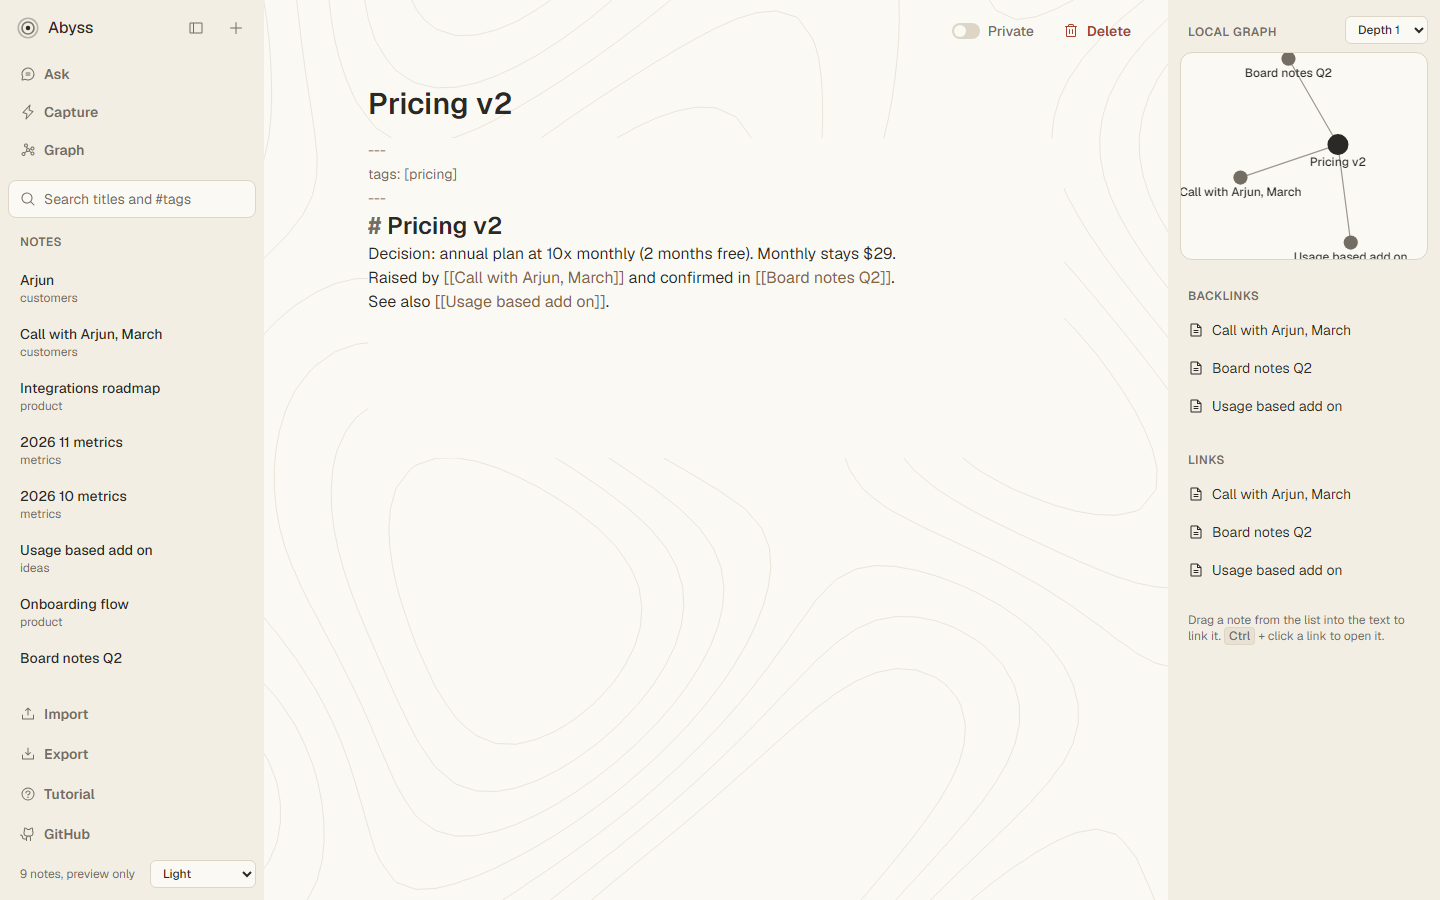 Abyss
Ask
Capture
Graph
Search titles and #tags
NOTES
Arjun
customers
Call with Arjun, March
customers
Integrations roadmap
product
2026 11 metrics
metrics
2026 10 metrics
metrics
Usage based add on
ideas
Onboarding flow
product
Board notes Q2
Import
Export
Tutorial
GitHub
9 notes, preview only
Light
Private
Delete
Pricing v2
---
tags: [pricing]
---
# Pricing v2
Decision: annual plan at 10x monthly (2 months free). Monthly stays $29.
Raised by [[Call with Arjun, March]] and confirmed in [[Board notes Q2]].
See also [[Usage based add on]].
LOCAL GRAPH
Depth 1
Board notes Q2
Pricing v2
Call with Arjun, March
Usage based add on
BACKLINKS
Call with Arjun, March
Board notes Q2
Usage based add on
LINKS
Call with Arjun, March
Board notes Q2
Usage based add on
Drag a note from the list into the text to
link it. Ctrl + click a link to open it.